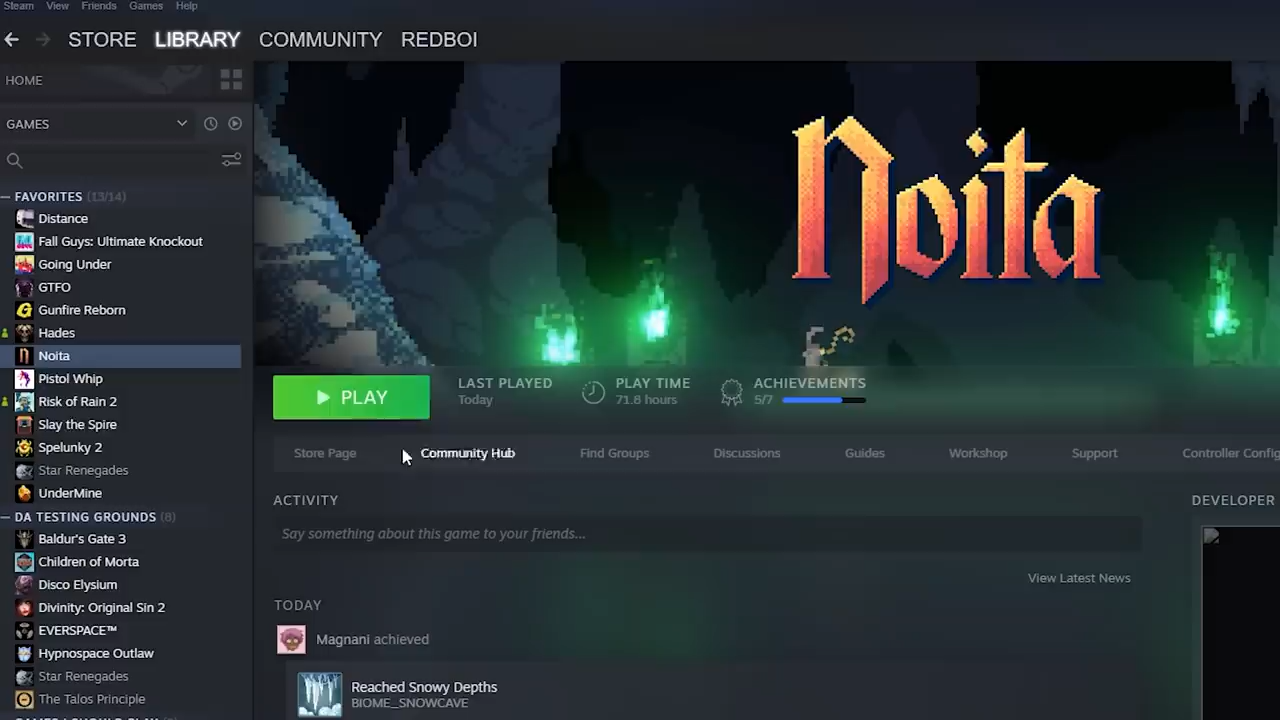 Steam View Friends Games Help
STORE LIBRARY COMMUNITY REDBOI
HOME
GAMES
FAVORITES (13/14)
Distance
Fall Guys: Ultimate Knockout
Going Under
GTFO
Gunfire Reborn
Hades
Noita
Pistol Whip
Risk of Rain 2
Slay the Spire
Spelunky 2
Star Renegades
UnderMine
DA TESTING GROUNDS (8)
Baldur's Gate 3
Children of Morta
Disco Elysium
Divinity: Original Sin 2
EVERSPACE™
Hypnospace Outlaw
Star Renegades
The Talos Principle
Noita
PLAY
LAST PLAYED
Today
PLAY TIME
71.8 hours
ACHIEVEMENTS
5/7
Store Page Community Hub Find Groups Discussions Guides Workshop Support Controller Config
ACTIVITY
Say something about this game to your friends...
View Latest News
TODAY
Magnani achieved
Reached Snowy Depths
BIOME_SNOWCAVE
DEVELOPER